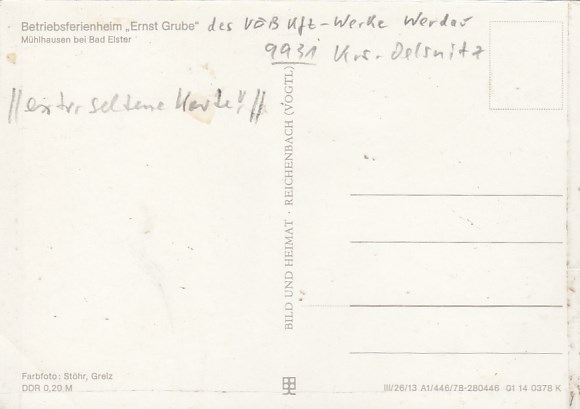 Betriebsferienheim „Ernst Grube“ des VEB Kfz-Werke Werdau
Mühlhausen bei Bad Elster
9931 Krs. Oelsnitz
//extr. seltene Karte!//
BILD UND HEIMAT · REICHENBACH (VOGTL)
Farbfoto: Stöhr, Greiz
DDR 0,20 M
III/26/13 A1/446/78-280446 01 14 0378 K